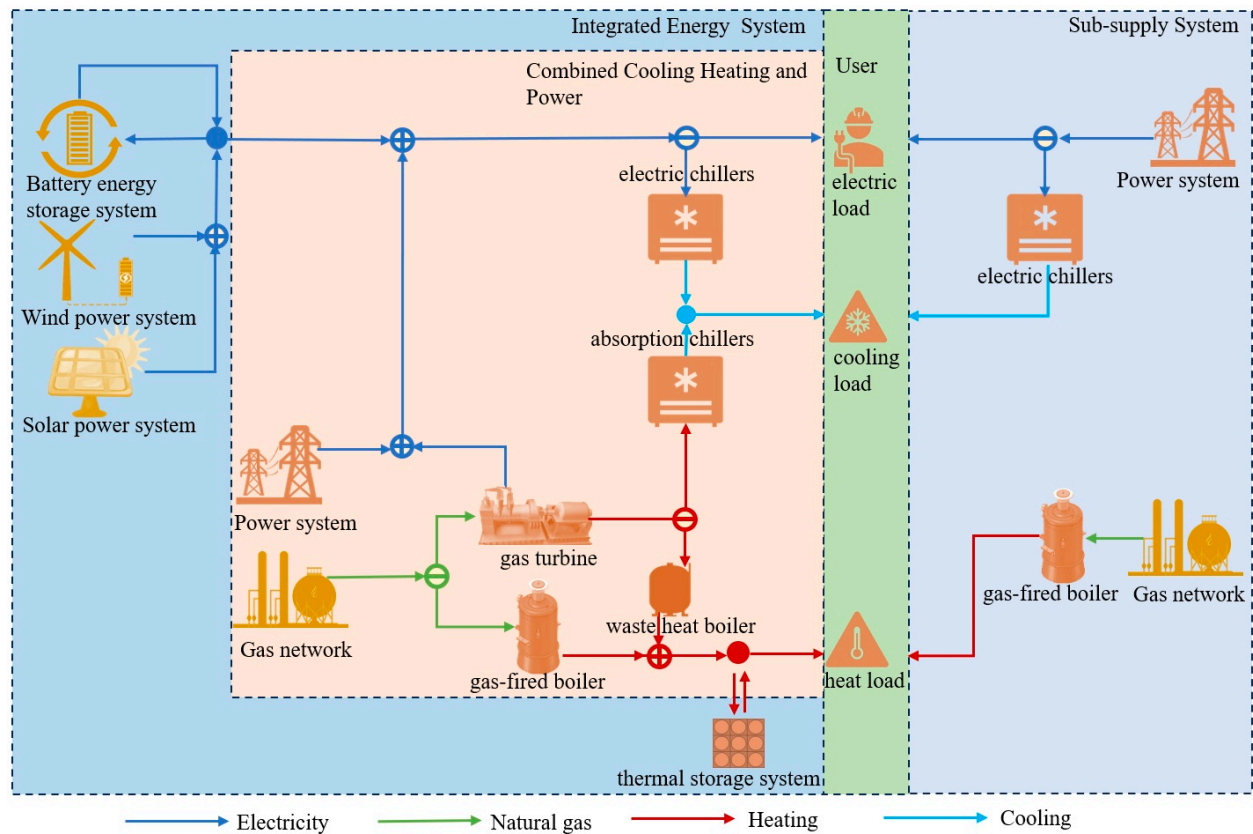 Integrated Energy System
Sub-supply System
Combined Cooling Heating and
Power
User
Battery energy
storage system
electric chillers
electric
load
Power system
electric chillers
Wind power system
absorption chillers
cooling
load
Solar power system
Power system
gas turbine
Gas network
waste heat boiler
gas-fired boiler
heat load
gas-fired boiler
Gas network
thermal storage system
Electricity
Natural gas
Heating
Cooling